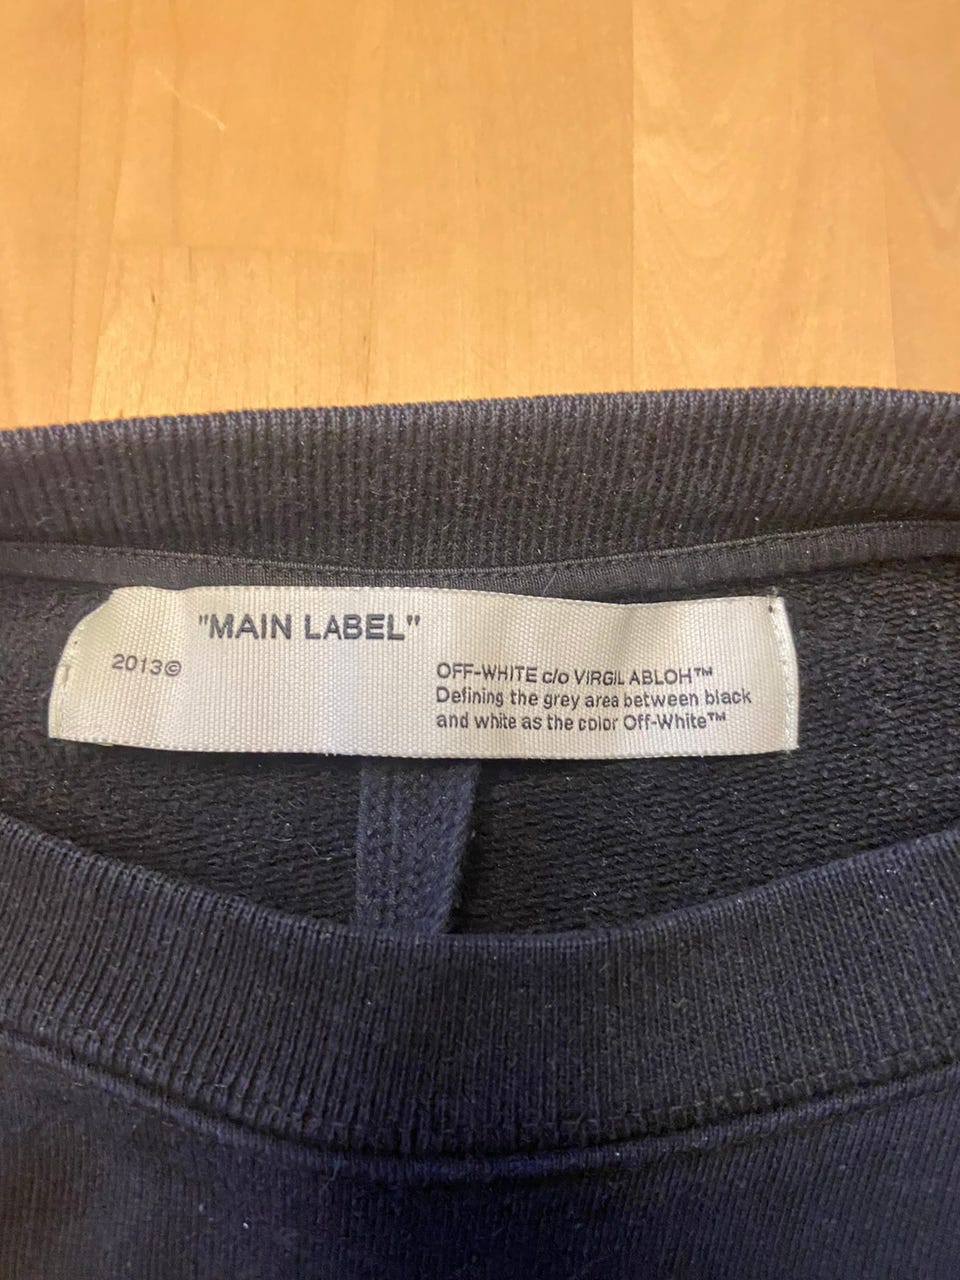 "MAIN LABEL"
2013©
OFF-WHITE c/o VIRGIL ABLOH™
Defining the grey area between black
and white as the color Off-White™